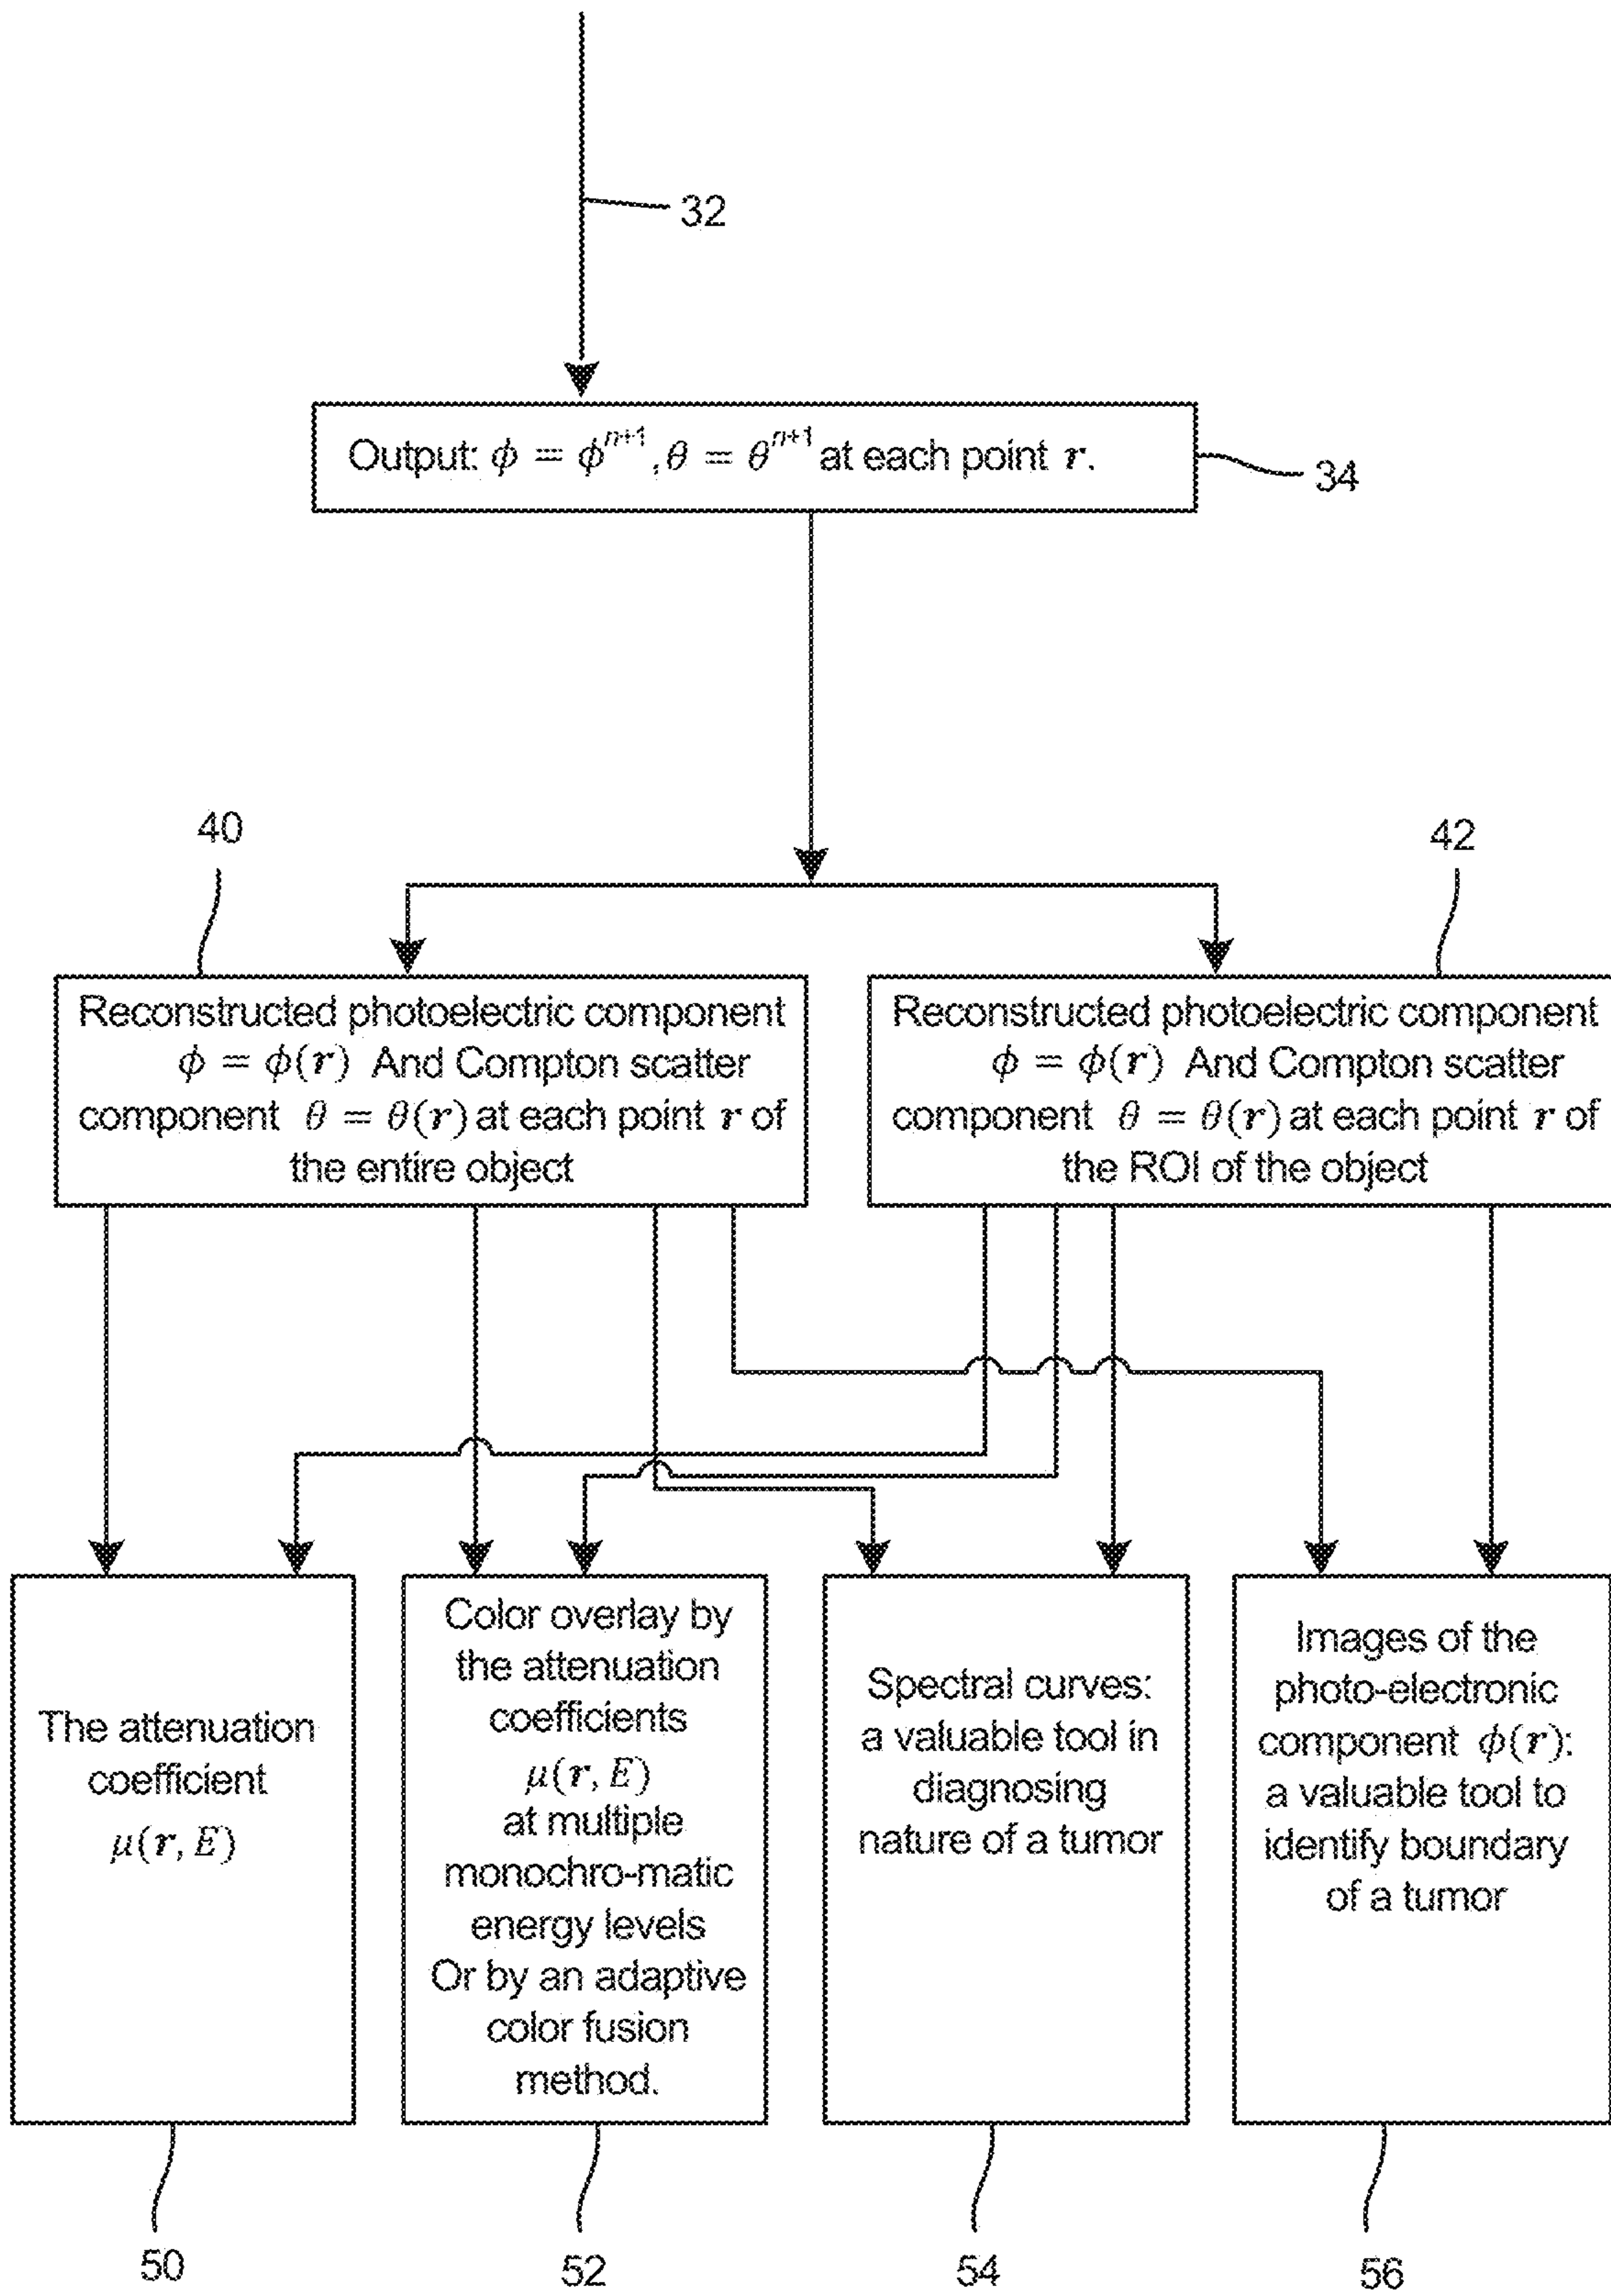 32
Output: ϕ = ϕⁿ⁺¹, θ = θⁿ⁺¹ at each point r.
34
40
42
Reconstructed photoelectric component
ϕ = ϕ(r) And Compton scatter
component θ = θ(r) at each point r of
the entire object
Reconstructed photoelectric component
ϕ = ϕ(r) And Compton scatter
component θ = θ(r) at each point r of
the ROI of the object
The attenuation
coefficient
μ(r, E)
Color overlay by
the attenuation
coefficients
μ(r, E)
at multiple
monochro-matic
energy levels
Or by an adaptive
color fusion
method.
Spectral curves:
a valuable tool in
diagnosing
nature of a tumor
Images of the
photo-electronic
component ϕ(r):
a valuable tool to
identify boundary
of a tumor
50
52
54
56